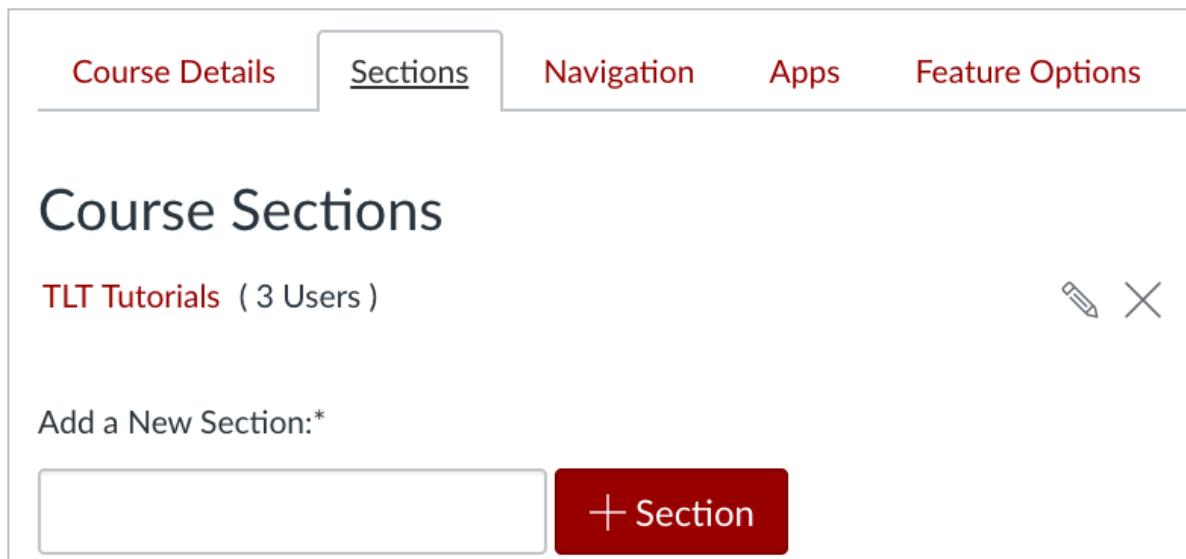 Course Details Sections Navigation Apps Feature Options
Course Sections
TLT Tutorials ( 3 Users )
Add a New Section:*
+ Section